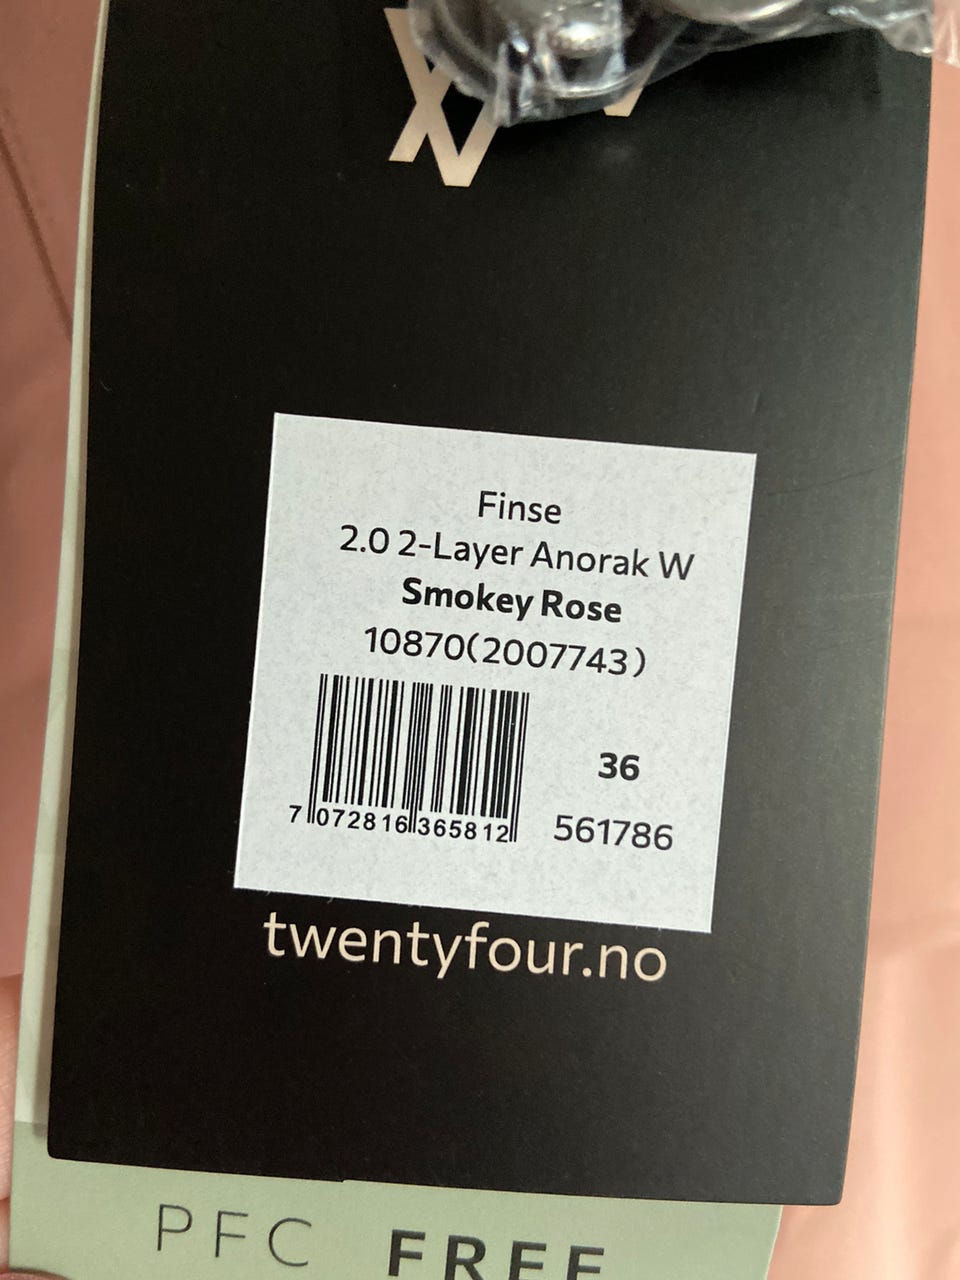 Finse
2.0 2-Layer Anorak W
Smokey Rose
10870(2007743)
36
7 072816 365812
561786
twentyfour.no
PFC FREE